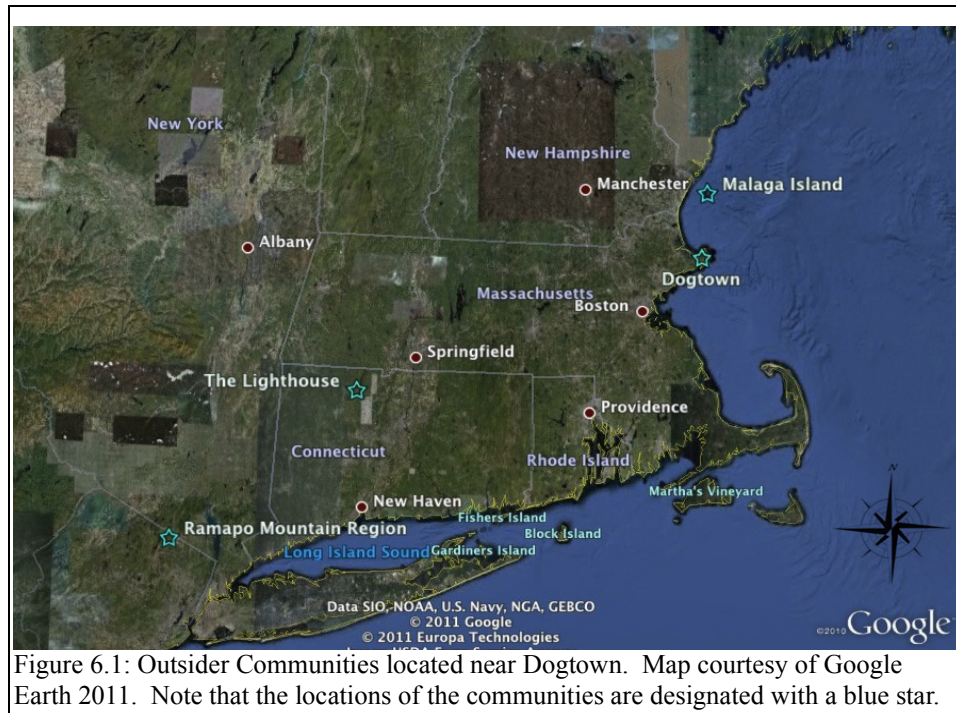 New York
New Hampshire
Manchester
Malaga Island
Albany
Dogtown
Massachusetts
Boston
Springfield
The Lighthouse
Providence
Connecticut
Rhode Island
Martha's Vineyard
New Haven
Fishers Island
Ramapo Mountain Region
Block Island
Long Island Sound
Gardiners Island
N
Data SIO, NOAA, U.S. Navy, NGA, GEBCO
© 2011 Google
© 2011 Europa Technologies
©2010 Google
Figure 6.1: Outsider Communities located near Dogtown.  Map courtesy of Google
Earth 2011.  Note that the locations of the communities are designated with a blue star.